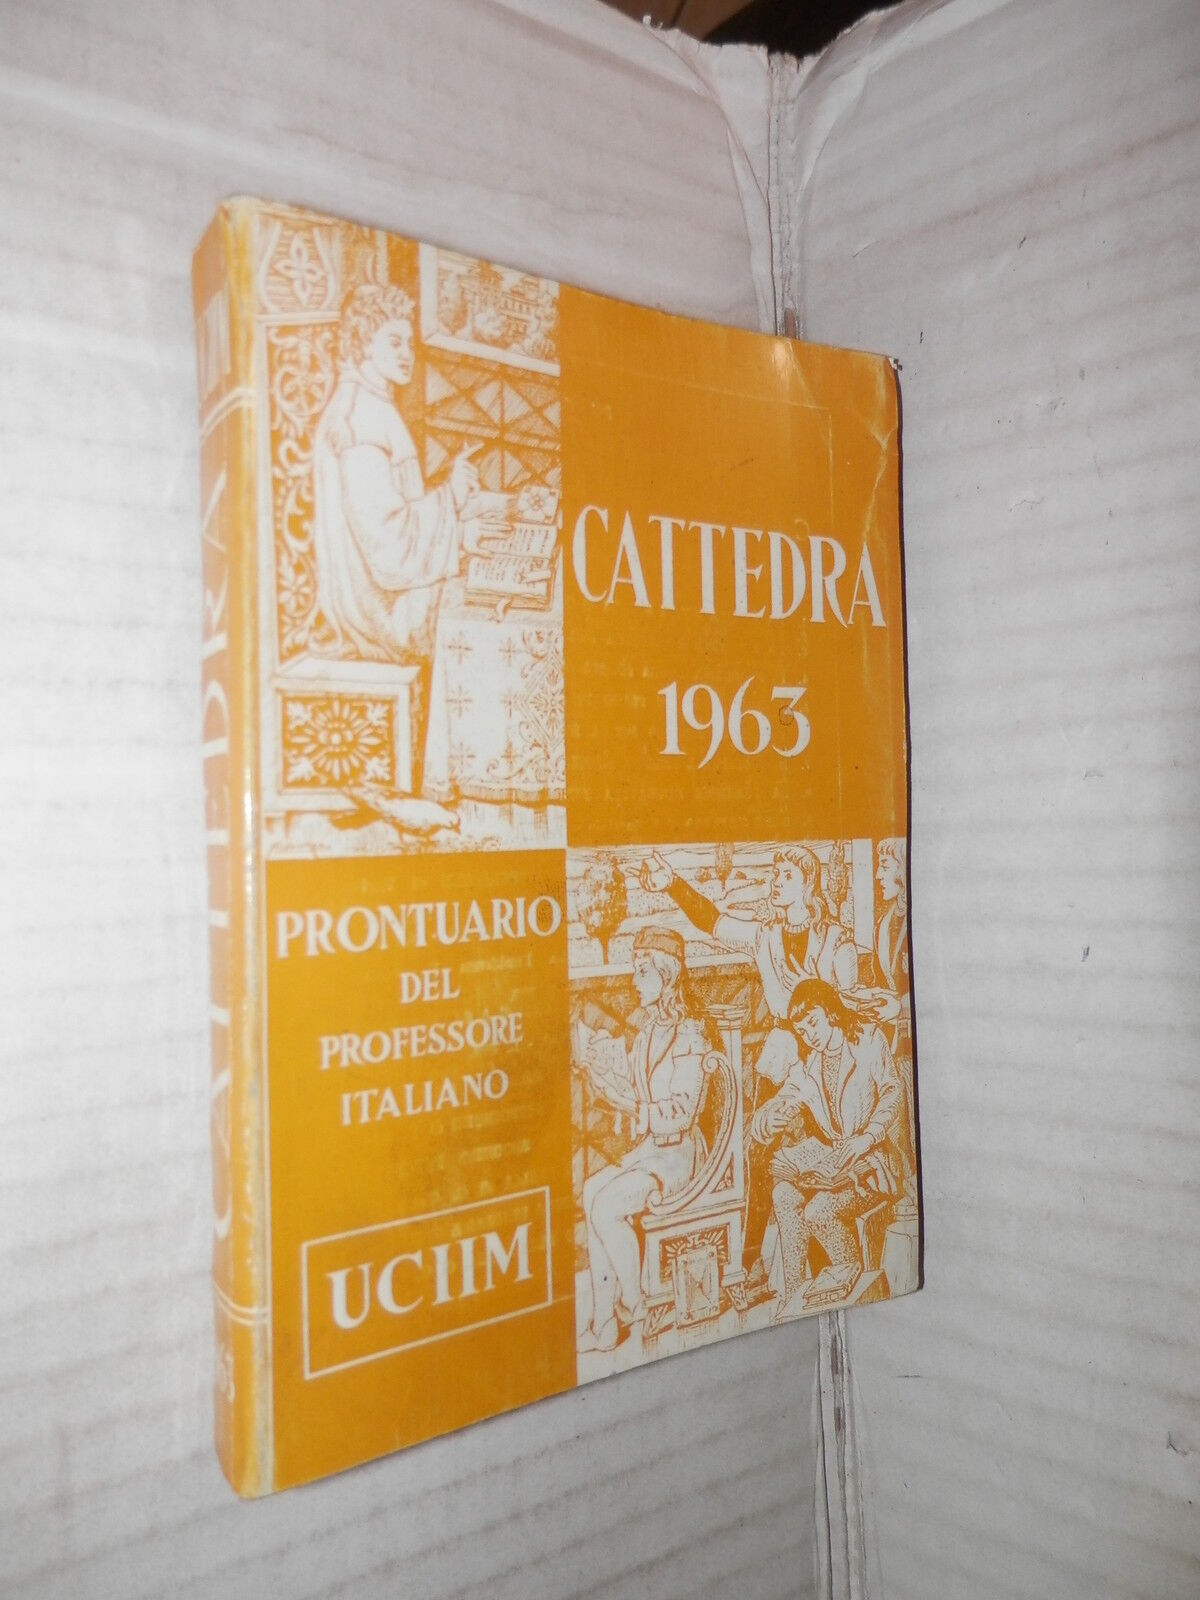 CATTEDRA
1963
PRONTUARIO
DEL
PROFESSORE
ITALIANO
UCIIM
CATTEDRA